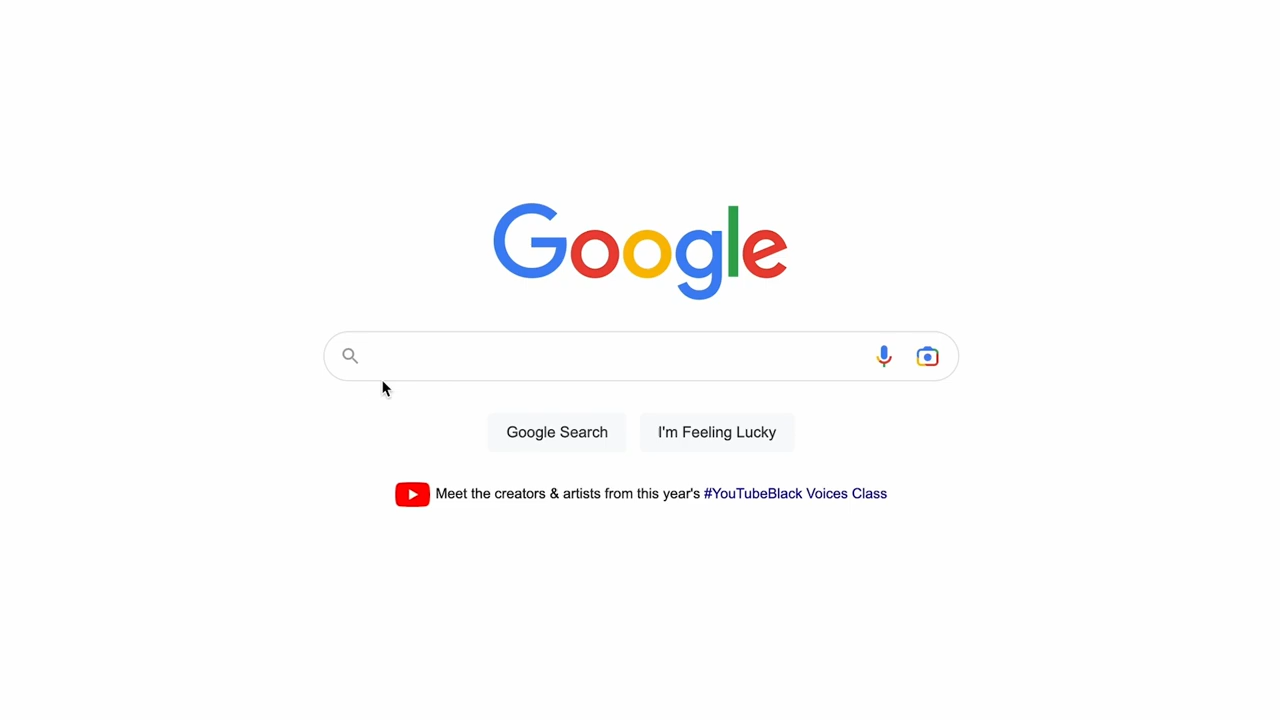 Google
Google Search
I'm Feeling Lucky
Meet the creators & artists from this year's #YouTubeBlack Voices Class